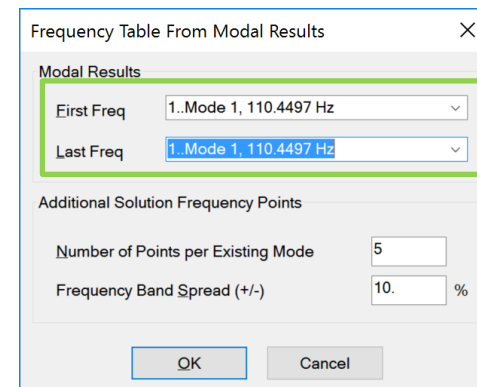 Frequency Table From Modal Results
Modal Results
First Freq 1..Mode 1, 110.4497 Hz
Last Freq 1..Mode 1, 110.4497 Hz
Additional Solution Frequency Points
Number of Points per Existing Mode 5
Frequency Band Spread (+/-) 10. %
OK Cancel